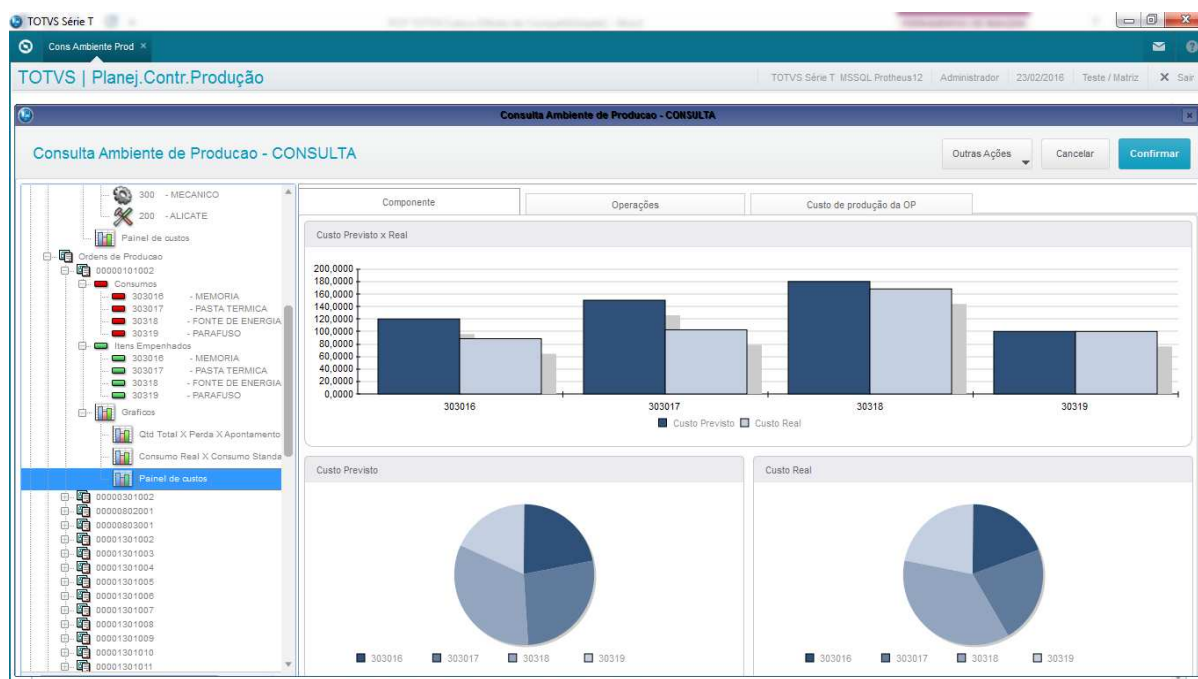 TOTVS Série T
Cons Ambiente Prod ×
TOTVS | Planej.Contr.Produção
TOTVS Série T MSSQL Protheus12 Administrador 23/02/2016 Teste / Matriz X Sair
Consulta Ambiente de Producao - CONSULTA
Consulta Ambiente de Producao - CONSULTA
Outras Ações Cancelar Confirmar
300 - MECANICO
200 - ALICATE
Painel de custos
Ordens de Producao
00000101002
Consumos
303016 - MEMORIA
303017 - PASTA TERMICA
30318 - FONTE DE ENERGIA
30319 - PARAFUSO
Itens Empenhados
303016 - MEMORIA
303017 - PASTA TERMICA
30318 - FONTE DE ENERGIA
30319 - PARAFUSO
Graficos
Qtd Total X Perda X Apontamento
Consumo Real X Consumo Standa
Painel de custos
00000301002
00000802001
00000803001
00001301002
00001301003
00001301004
00001301005
00001301006
00001301007
00001301008
00001301009
00001301010
00001301011
Componente Operações Custo de produção da OP
Custo Previsto x Real
200,0000
180,0000
160,0000
140,0000
120,0000
100,0000
80,0000
60,0000
40,0000
20,0000
0,0000
303016 303017 30318 30319
Custo Previsto Custo Real
Custo Previsto
303016 303017 30318 30319
Custo Real
303016 303017 30318 30319